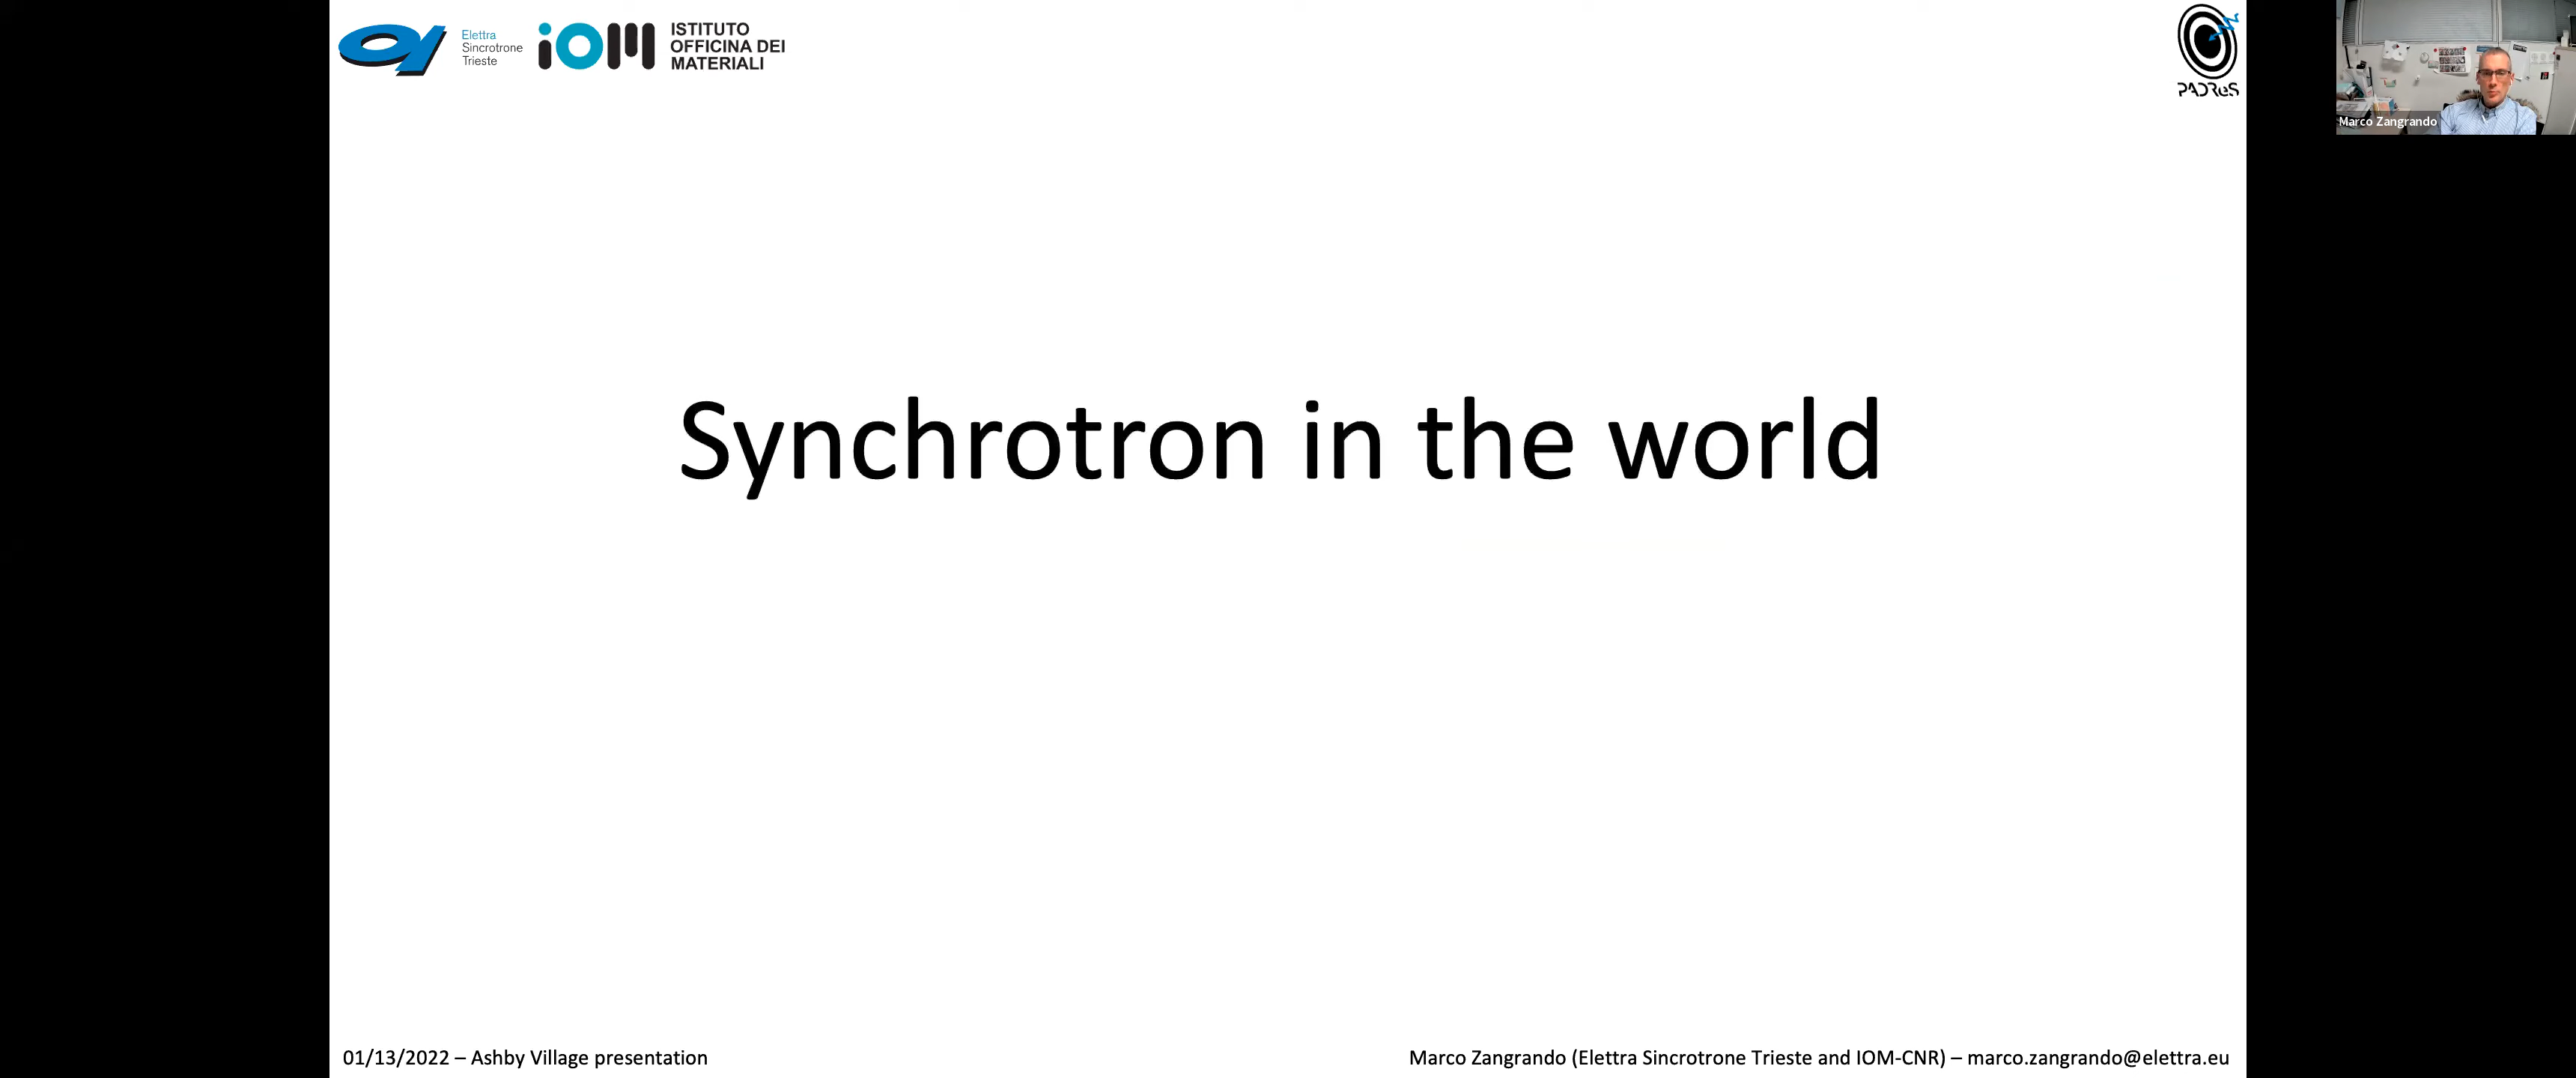 Elettra
Sincrotrone
Trieste
iOM
ISTITUTO
OFFICINA DEI
MATERIALI
PADReS
Marco Zangrando
Synchrotron in the world
01/13/2022 – Ashby Village presentation
Marco Zangrando (Elettra Sincrotrone Trieste and IOM-CNR) – marco.zangrando@elettra.eu